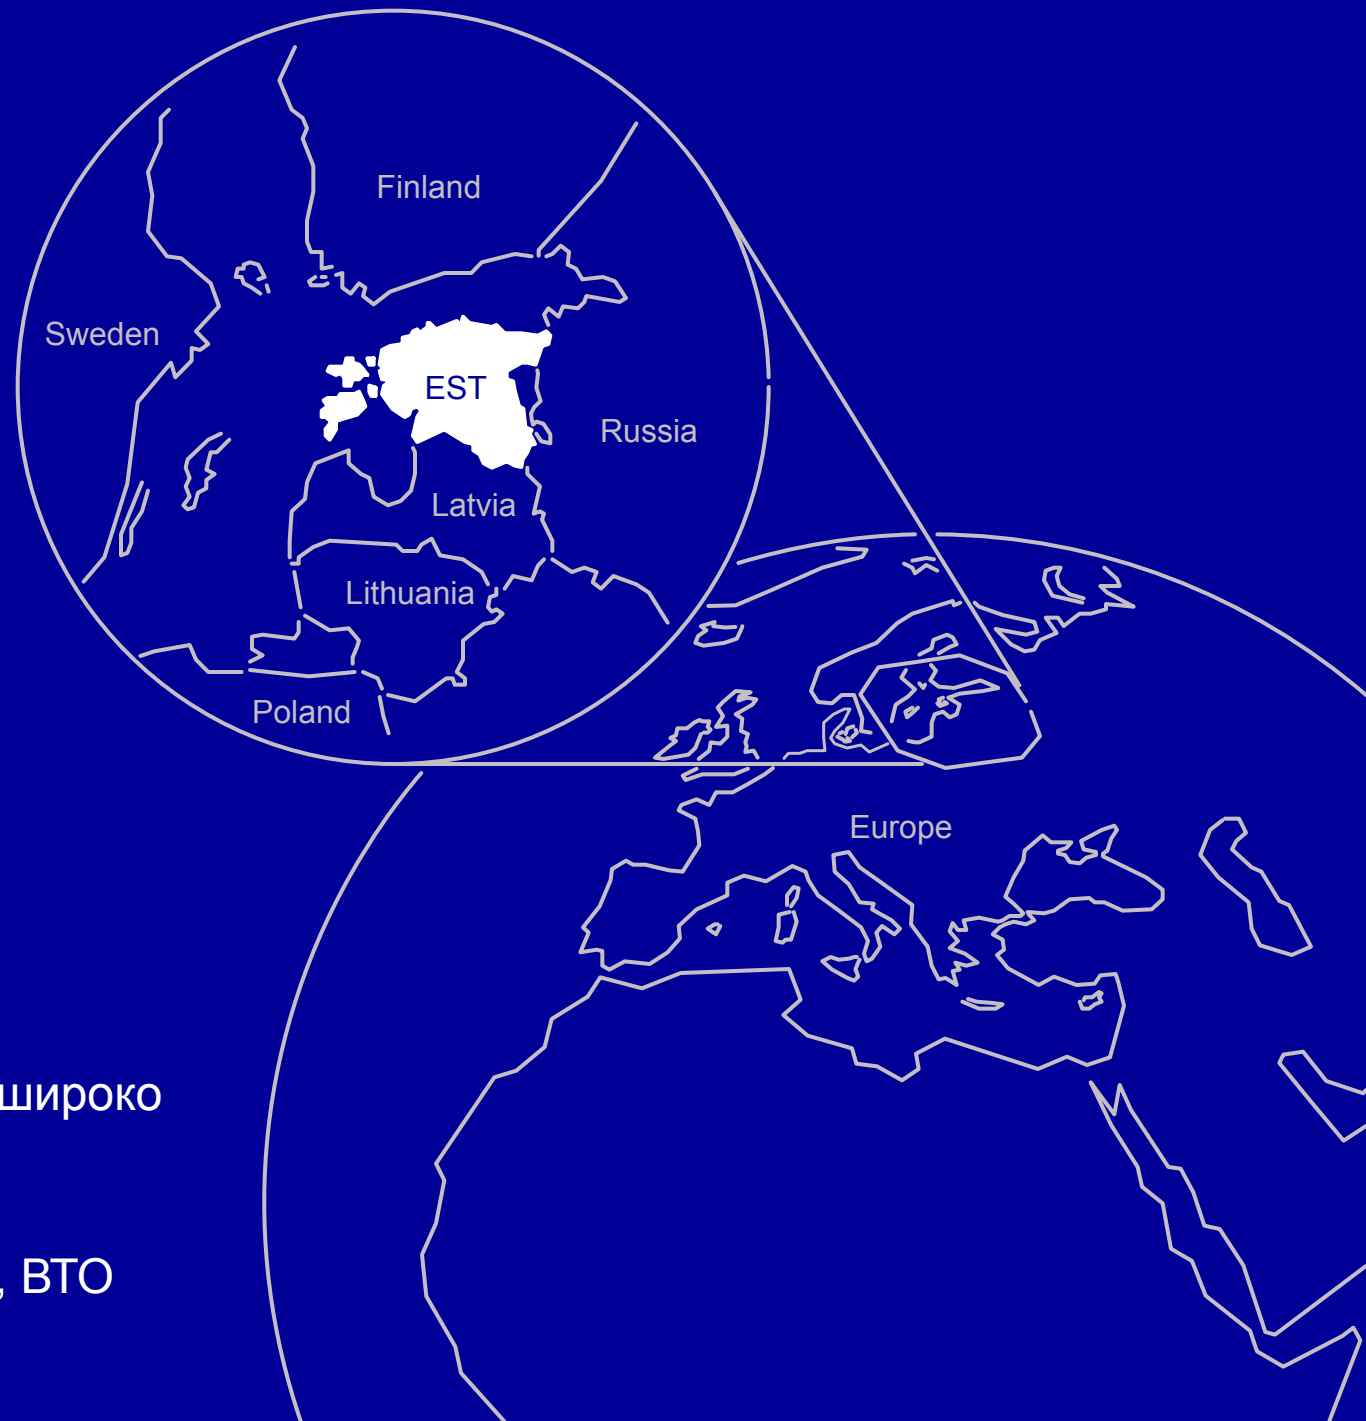 Finland
Sweden
EST
Russia
Latvia
Lithuania
Poland
Europe
широко
, ВТО